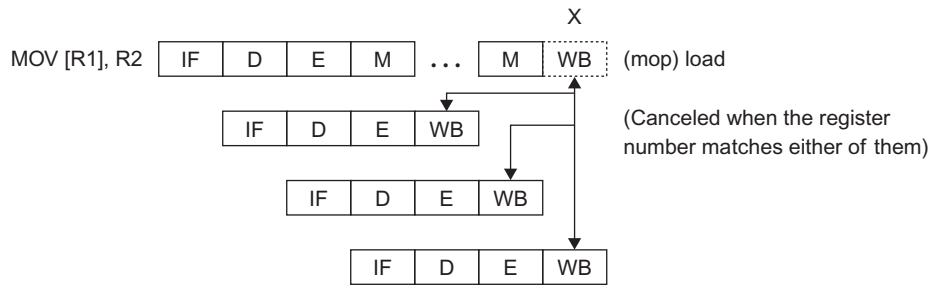 X
MOV [R1], R2 IF D E M ... M WB (mop) load
IF D E WB (Canceled when the register
number matches either of them)
IF D E WB
IF D E WB